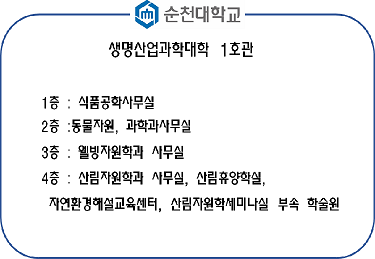 순천대학교
생명산업과학대학 1호관
1층 : 식품공학사무실
2층 :동물자원, 과학과사무실
3층 : 웰빙자원학과 사무실
4층 : 산림자원학과 사무실, 산림휴양학실,
자연환경해설교육센터, 산림자원학세미나실 부속 학술원